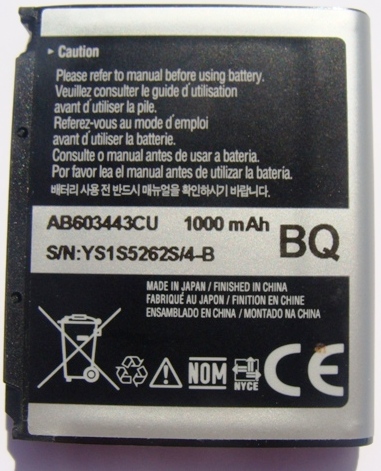 ▸ Caution
Please refer to manual before using battery.
Veuillez consulter le guide d'utilisation
avant d'utiliser la pile.
Referez-vous au mode d'emploi
avant d'utiliser la batterie.
Consulte o manual antes de usar a bateria.
Por favor lea el manual antes de utilizar la batería.
배터리 사용 전 반드시 매뉴얼을 확인하시기 바랍니다.
AB603443CU 1000 mAh
S/N:YS1S5262S/4-B
BQ
MADE IN JAPAN / FINISHED IN CHINA
FABRIQUÉ AU JAPON / FINITION EN CHINE
ENSAMBLADO EN CHINA / MONTADO NA CHINA
NOM
NYCE
CE